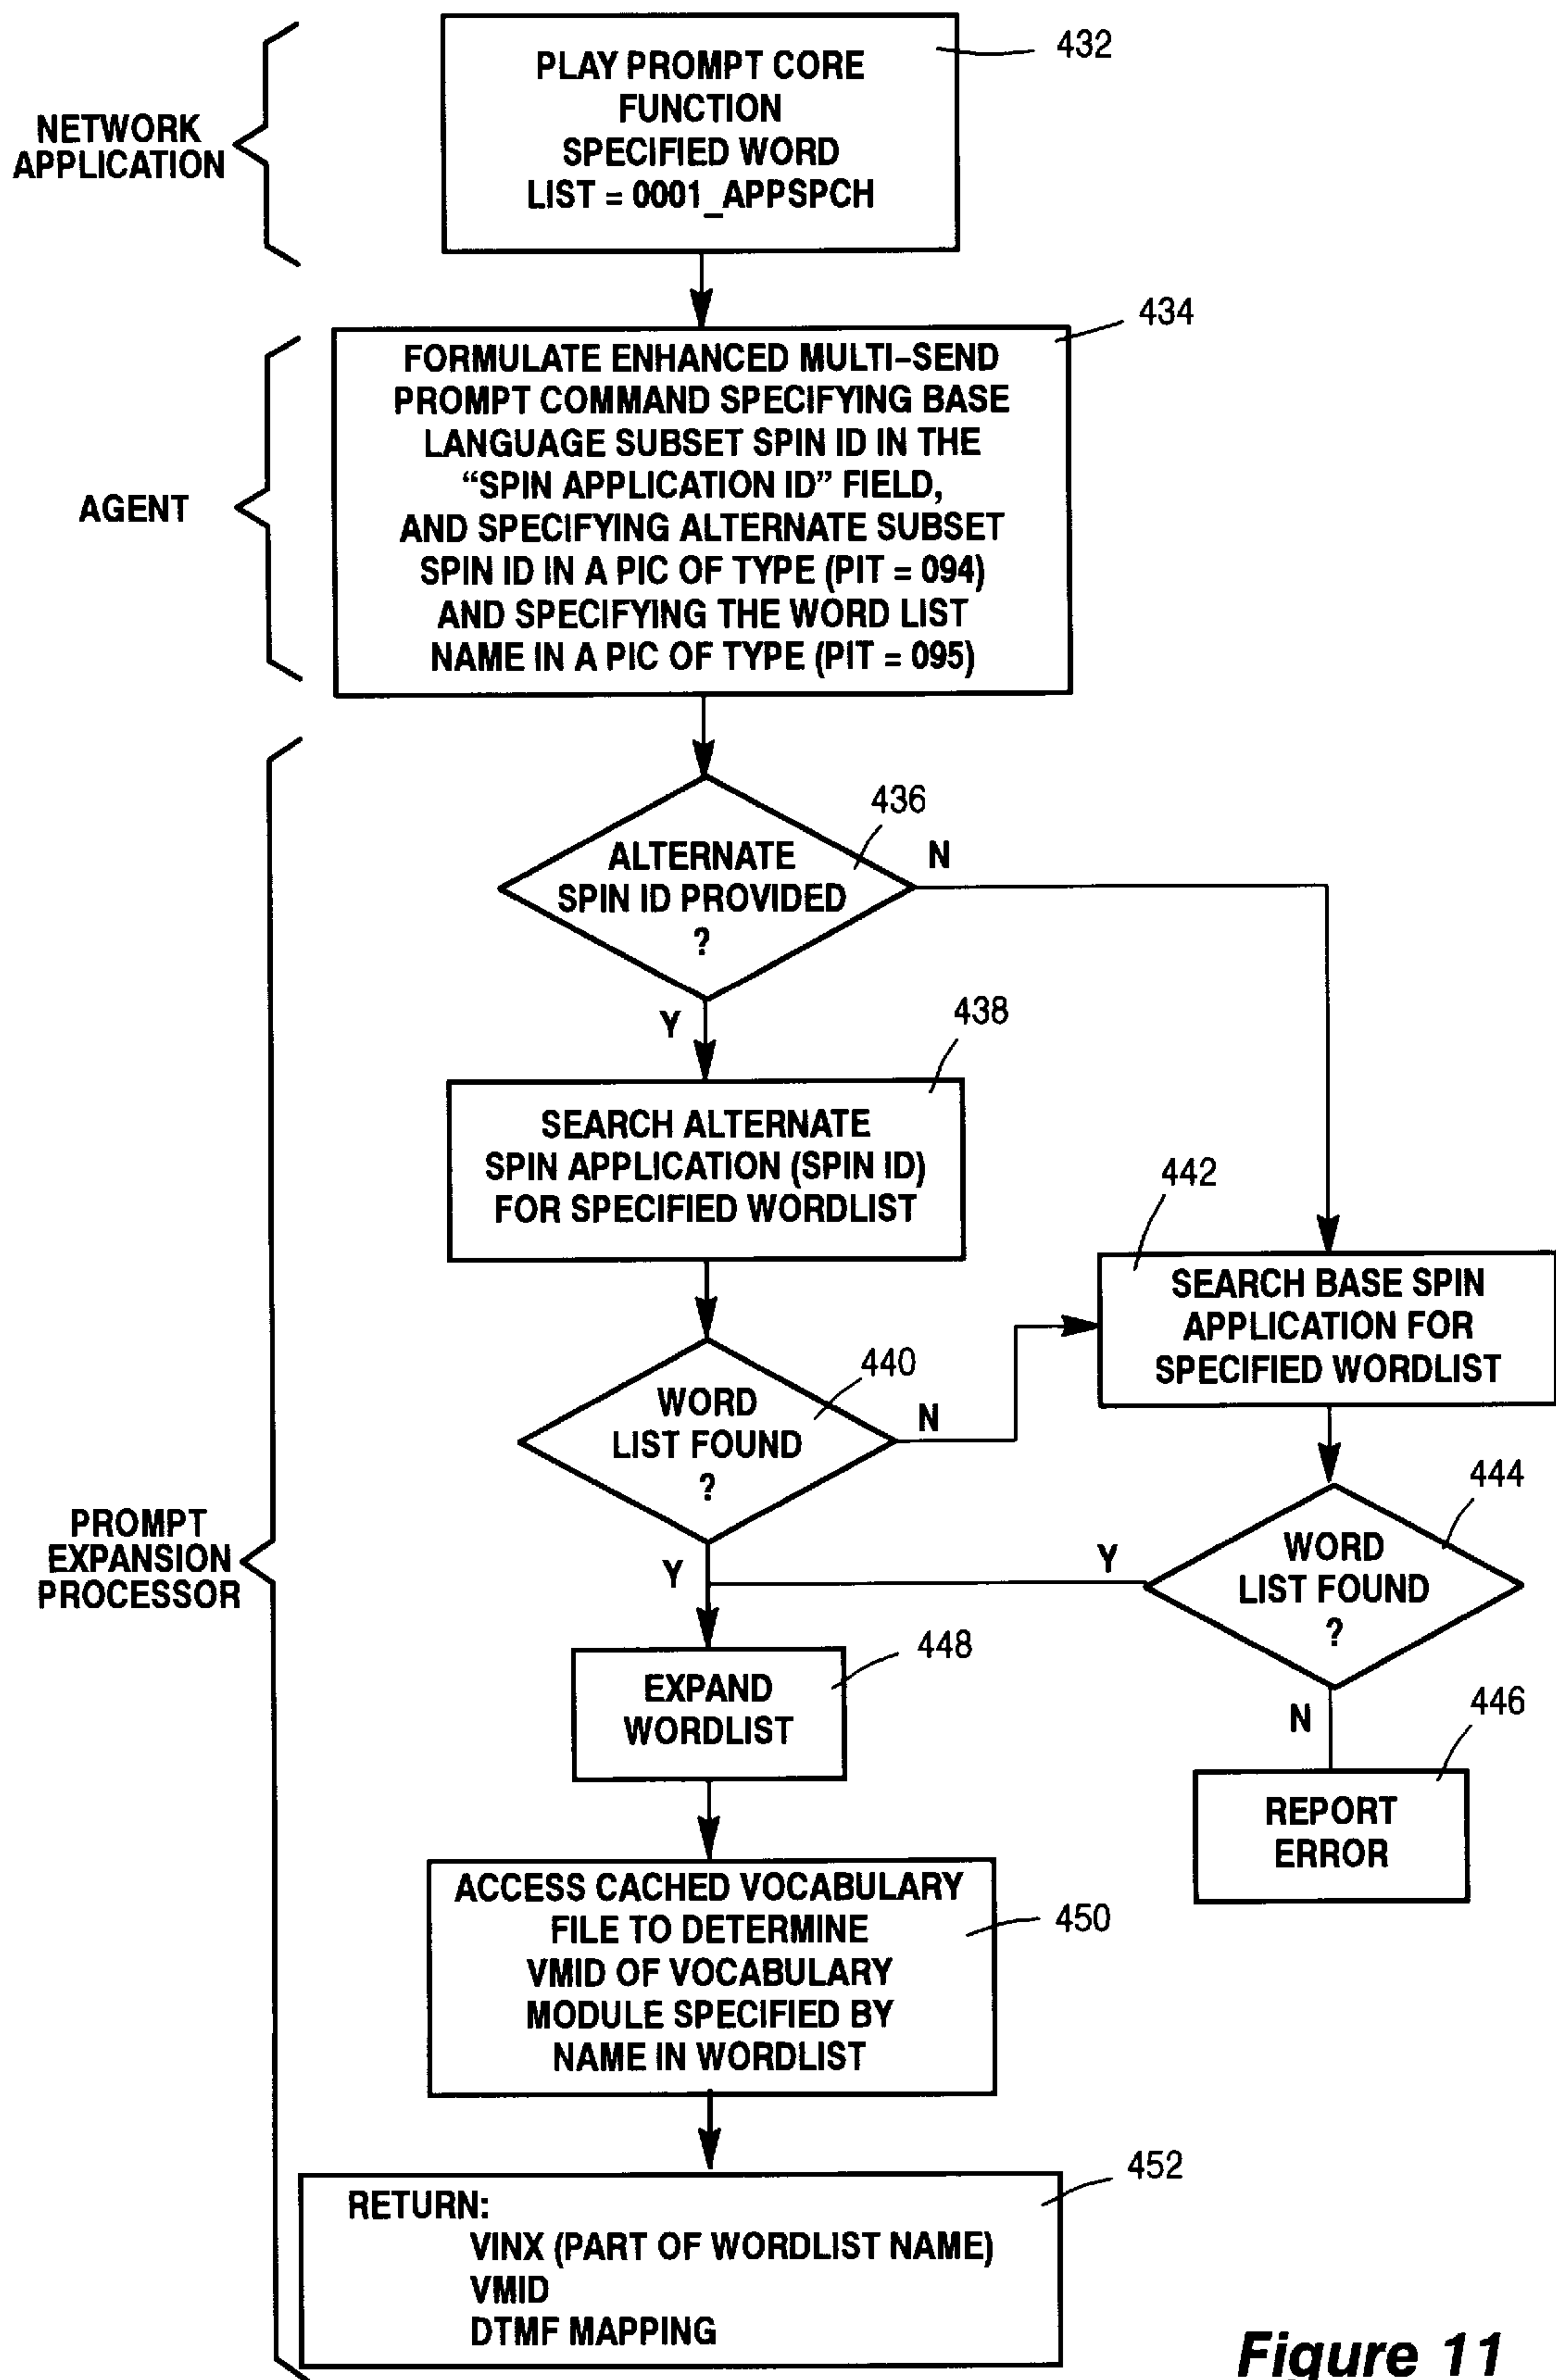 432
PLAY PROMPT CORE
FUNCTION
SPECIFIED WORD
LIST = 0001_APPSPCH
NETWORK
APPLICATION
434
FORMULATE ENHANCED MULTI-SEND
PROMPT COMMAND SPECIFYING BASE
LANGUAGE SUBSET SPIN ID IN THE
“SPIN APPLICATION ID” FIELD,
AND SPECIFYING ALTERNATE SUBSET
SPIN ID IN A PIC OF TYPE (PIT = 094)
AND SPECIFYING THE WORD LIST
NAME IN A PIC OF TYPE (PIT = 095)
AGENT
436
ALTERNATE
SPIN ID PROVIDED
?
N
Y
438
SEARCH ALTERNATE
SPIN APPLICATION (SPIN ID)
FOR SPECIFIED WORDLIST
442
SEARCH BASE SPIN
APPLICATION FOR
SPECIFIED WORDLIST
440
WORD
LIST FOUND
?
N
Y
444
WORD
LIST FOUND
?
Y
N
PROMPT
EXPANSION
PROCESSOR
448
EXPAND
WORDLIST
446
REPORT
ERROR
450
ACCESS CACHED VOCABULARY
FILE TO DETERMINE
VMID OF VOCABULARY
MODULE SPECIFIED BY
NAME IN WORDLIST
452
RETURN:
VINX (PART OF WORDLIST NAME)
VMID
DTMF MAPPING
Figure 11